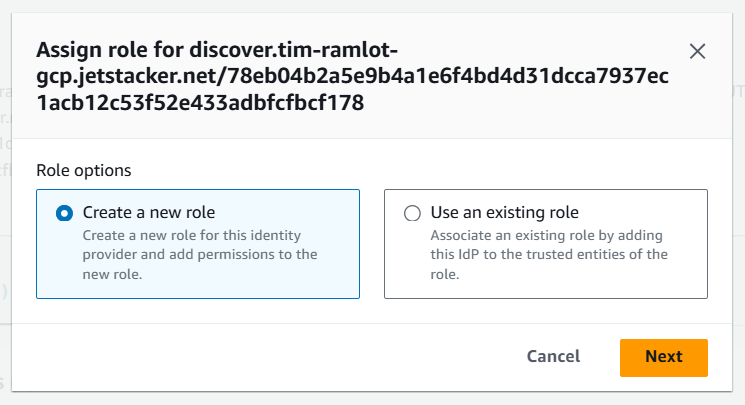 Assign role for discover.tim-ramlot-
gcp.jetstacker.net/78eb04b2a5e9b4a1e6f4bd4d31dcca7937ec
1acb12c53f52e433adbfcfbcf178
Role options
Create a new role
Create a new role for this identity
provider and add permissions to the
new role.
Use an existing role
Associate an existing role by adding
this IdP to the trusted entities of the
role.
Cancel
Next